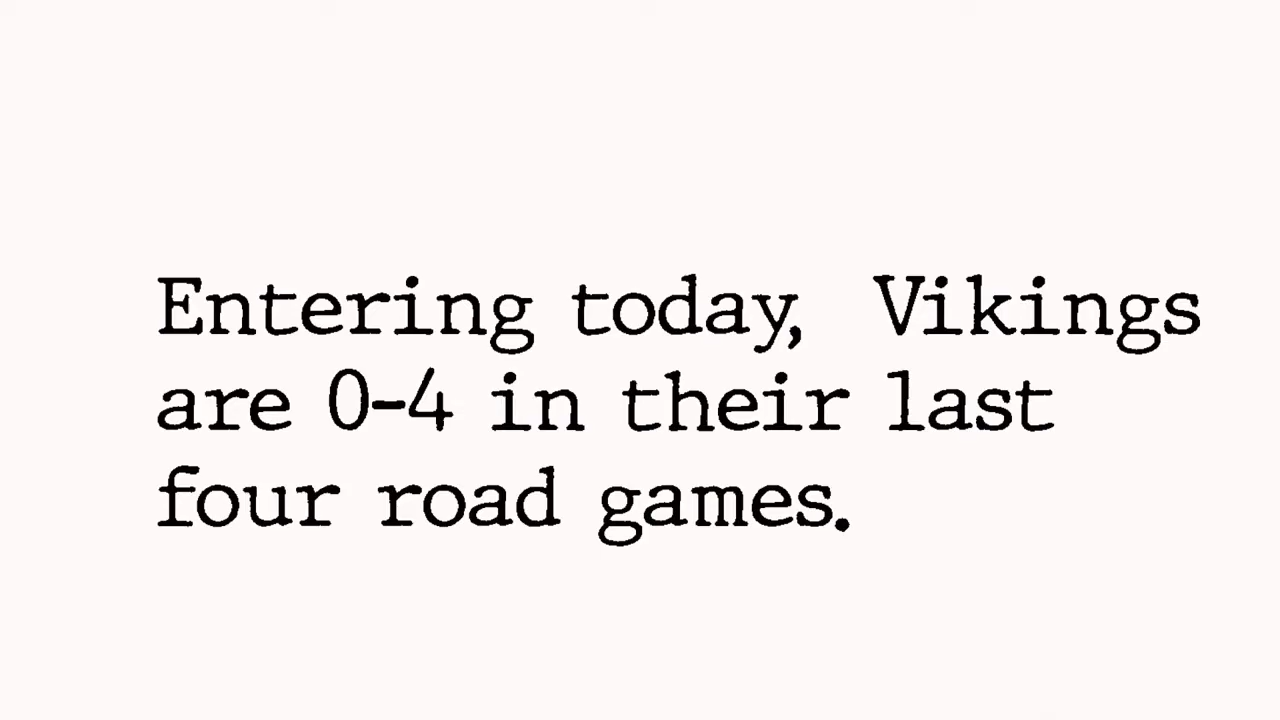 Entering today,  Vikings
are 0-4 in their last
four road games.